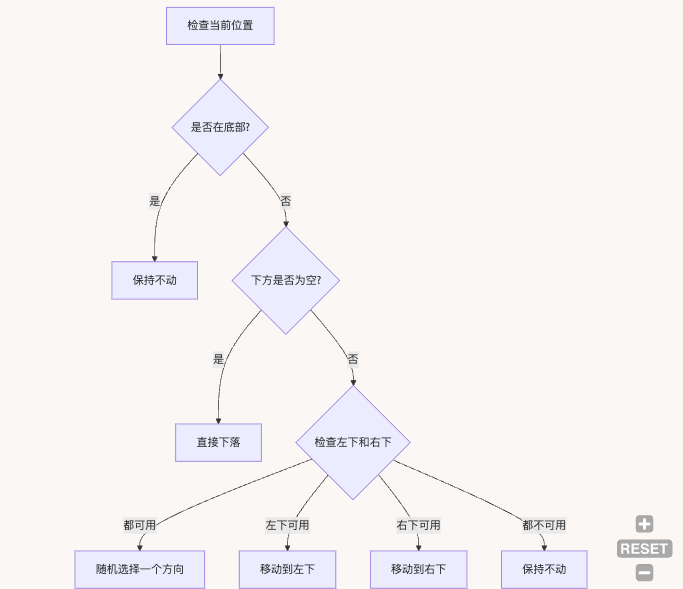 检查当前位置
是否在底部?
是
否
保持不动
下方是否为空?
是
否
直接下落
检查左下和右下
都可用
左下可用
右下可用
都不可用
随机选择一个方向
移动到左下
移动到右下
保持不动
RESET